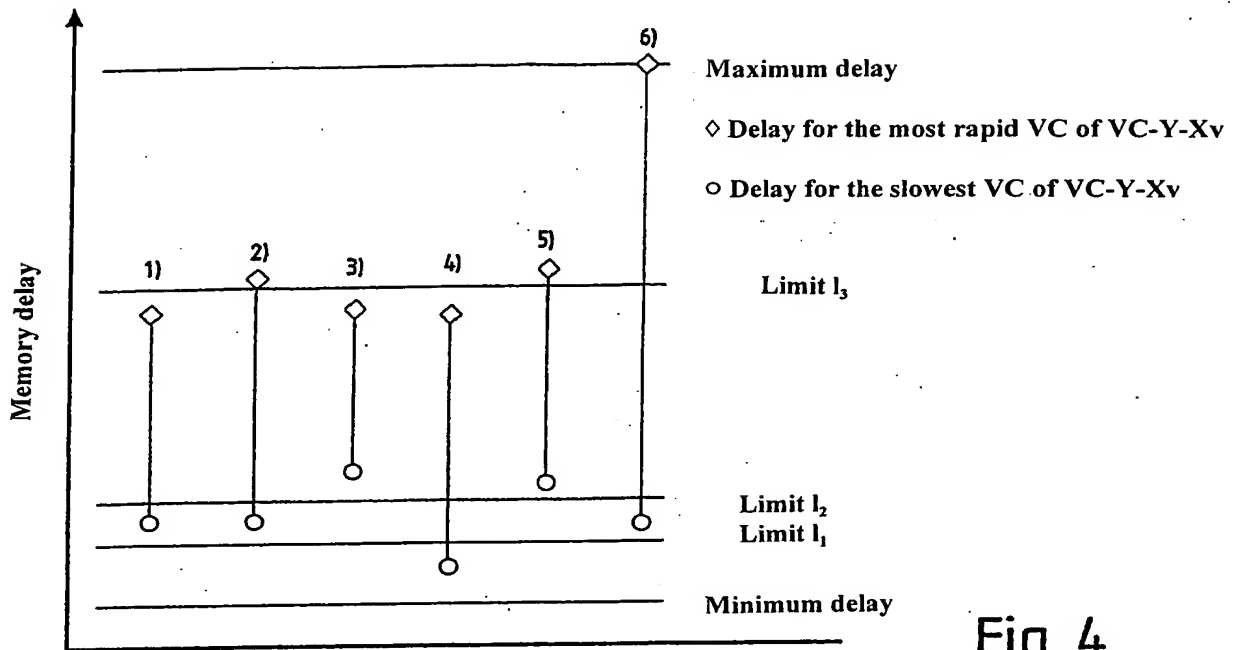 6)
Maximum delay
◇ Delay for the most rapid VC of VC-Y-Xv
○ Delay for the slowest VC of VC-Y-Xv
1)
2)
3)
4)
5)
Limit l₃
Memory delay
Limit l₂
Limit l₁
Minimum delay
Fig 4